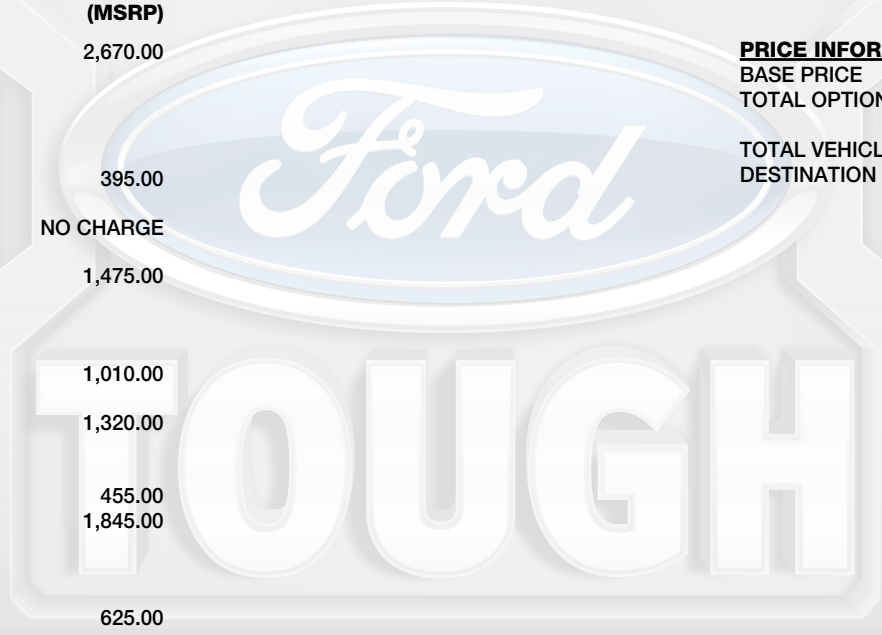 (MSRP)
2,670.00
395.00
NO CHARGE
1,475.00
1,010.00
1,320.00
455.00
1,845.00
625.00
PRICE INFOR
BASE PRICE
TOTAL OPTION
TOTAL VEHICL
DESTINATION
Ford
TOUGH